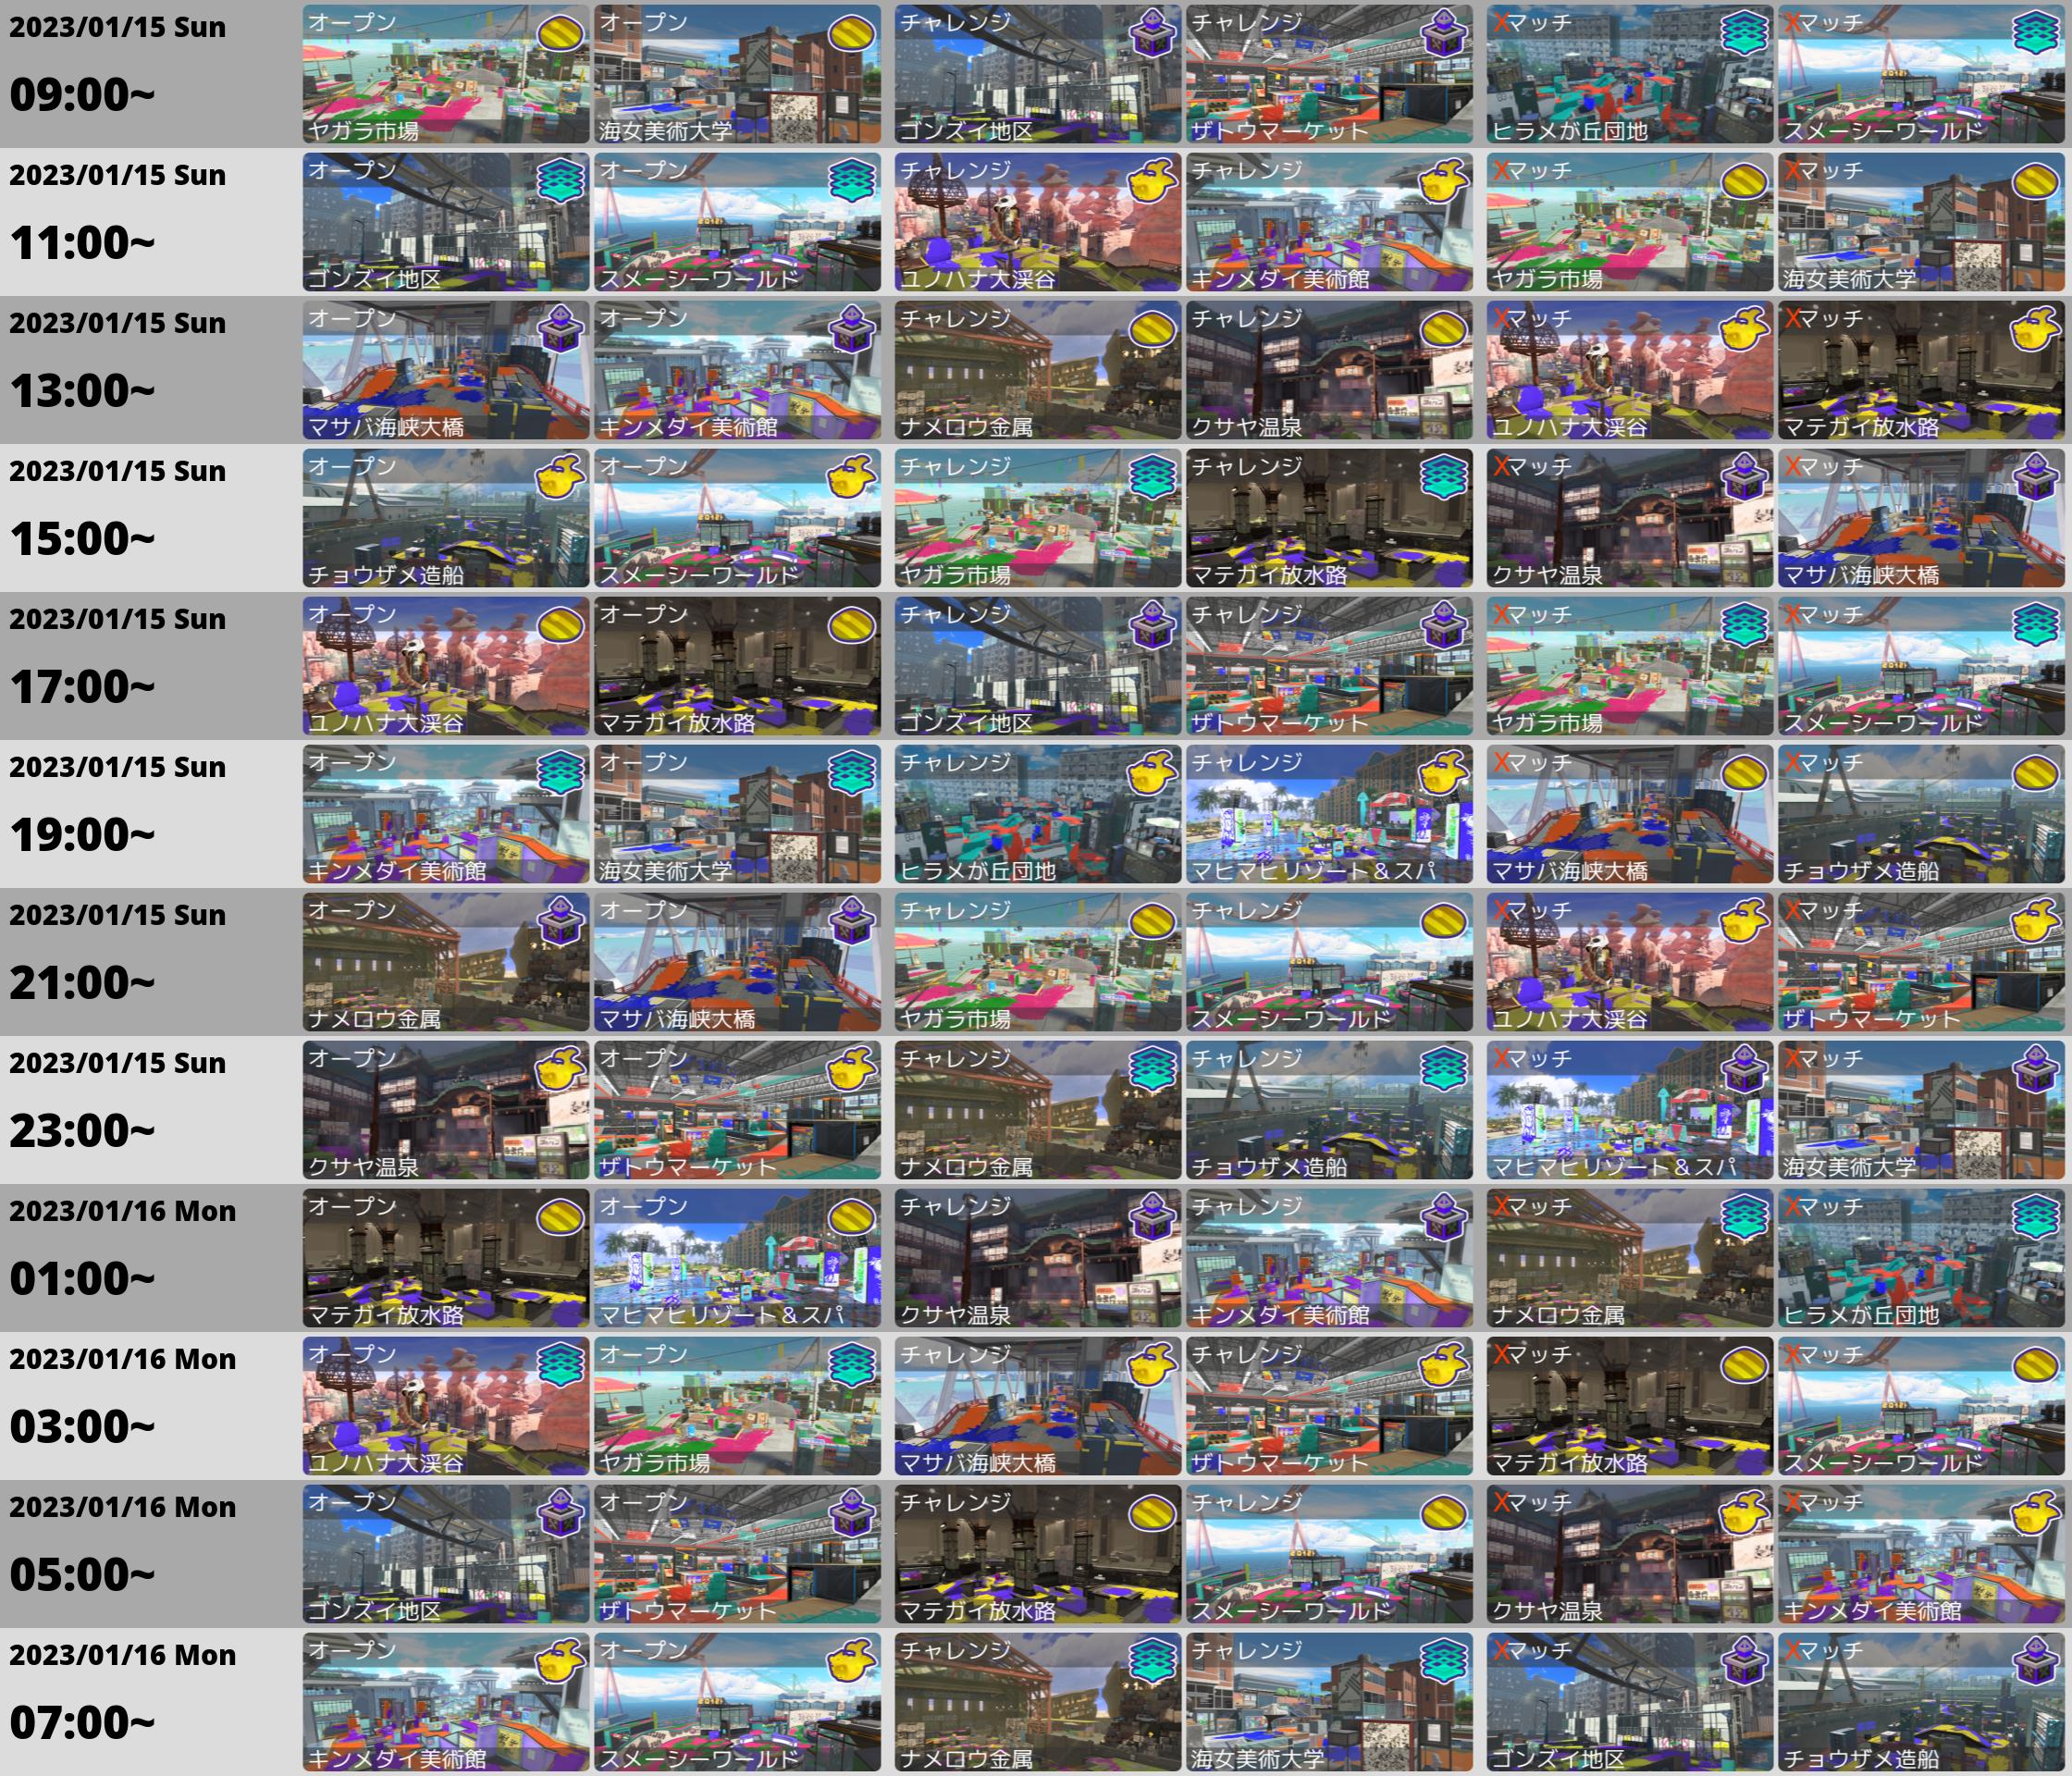 2023/01/15 Sun
09:00~
オープン オープン チャレンジ チャレンジ Xマッチ Xマッチ
ヤガラ市場 海女美術大学 ゴンズイ地区 ザトウマーケット ヒラメが丘団地 スメーシーワールド
2023/01/15 Sun
11:00~
オープン オープン チャレンジ チャレンジ Xマッチ Xマッチ
ゴンズイ地区 スメーシーワールド ユノハナ大渓谷 キンメダイ美術館 ヤガラ市場 海女美術大学
2023/01/15 Sun
13:00~
オープン オープン チャレンジ チャレンジ Xマッチ Xマッチ
マサバ海峡大橋 キンメダイ美術館 ナメロウ金属 クサヤ温泉 ユノハナ大渓谷 マテガイ放水路
2023/01/15 Sun
15:00~
オープン オープン チャレンジ チャレンジ Xマッチ Xマッチ
チョウザメ造船 スメーシーワールド ヤガラ市場 マテガイ放水路 クサヤ温泉 マサバ海峡大橋
2023/01/15 Sun
17:00~
オープン オープン チャレンジ チャレンジ Xマッチ Xマッチ
ユノハナ大渓谷 マテガイ放水路 ゴンズイ地区 ザトウマーケット ヤガラ市場 スメーシーワールド
2023/01/15 Sun
19:00~
オープン オープン チャレンジ チャレンジ Xマッチ Xマッチ
キンメダイ美術館 海女美術大学 ヒラメが丘団地 マヒマヒリゾート＆スパ マサバ海峡大橋 チョウザメ造船
2023/01/15 Sun
21:00~
オープン オープン チャレンジ チャレンジ Xマッチ Xマッチ
ナメロウ金属 マサバ海峡大橋 ヤガラ市場 スメーシーワールド ユノハナ大渓谷 ザトウマーケット
2023/01/15 Sun
23:00~
オープン オープン チャレンジ チャレンジ Xマッチ Xマッチ
クサヤ温泉 ザトウマーケット ナメロウ金属 チョウザメ造船 マヒマヒリゾート＆スパ 海女美術大学
2023/01/16 Mon
01:00~
オープン オープン チャレンジ チャレンジ Xマッチ Xマッチ
マテガイ放水路 マヒマヒリゾート＆スパ クサヤ温泉 キンメダイ美術館 ナメロウ金属 ヒラメが丘団地
2023/01/16 Mon
03:00~
オープン オープン チャレンジ チャレンジ Xマッチ Xマッチ
ユノハナ大渓谷 ヤガラ市場 マサバ海峡大橋 ザトウマーケット マテガイ放水路 スメーシーワールド
2023/01/16 Mon
05:00~
オープン オープン チャレンジ チャレンジ Xマッチ Xマッチ
ゴンズイ地区 ザトウマーケット マテガイ放水路 スメーシーワールド クサヤ温泉 キンメダイ美術館
2023/01/16 Mon
07:00~
オープン オープン チャレンジ チャレンジ Xマッチ Xマッチ
キンメダイ美術館 スメーシーワールド ナメロウ金属 海女美術大学 ゴンズイ地区 チョウザメ造船